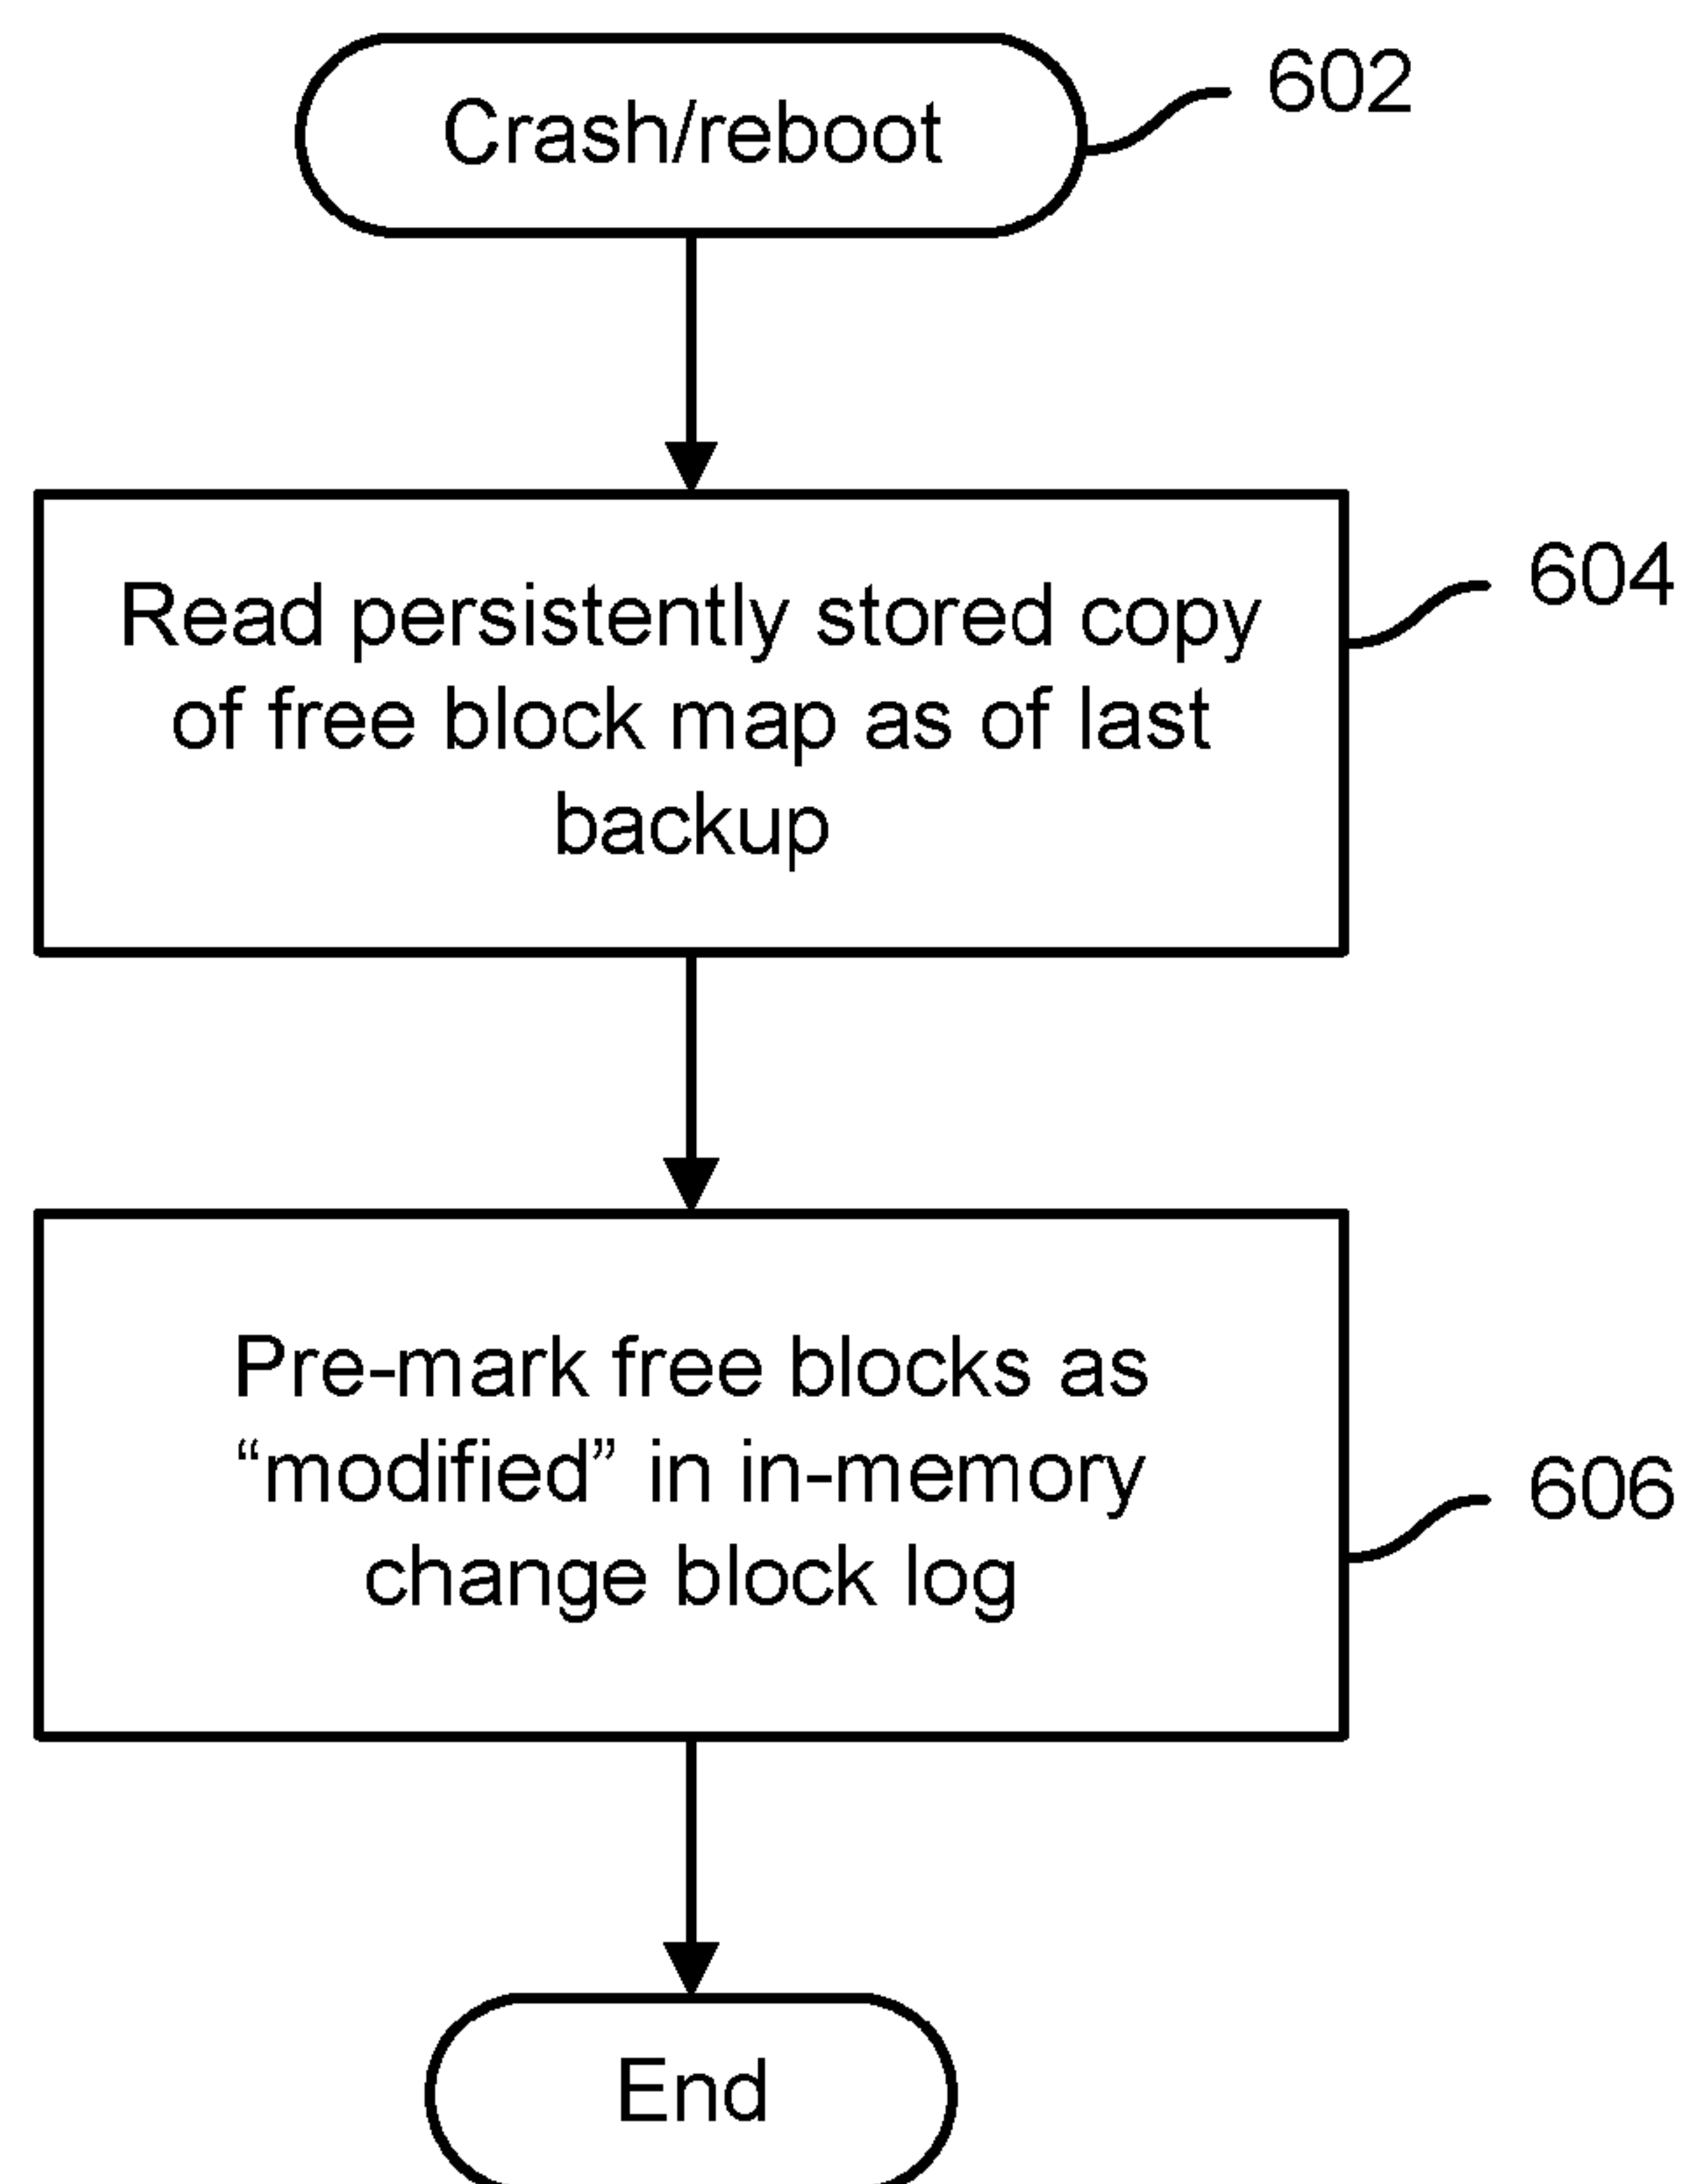 Crash/reboot
602
Read persistently stored copy
of free block map as of last
backup
604
Pre-mark free blocks as
“modified” in in-memory
change block log
606
End